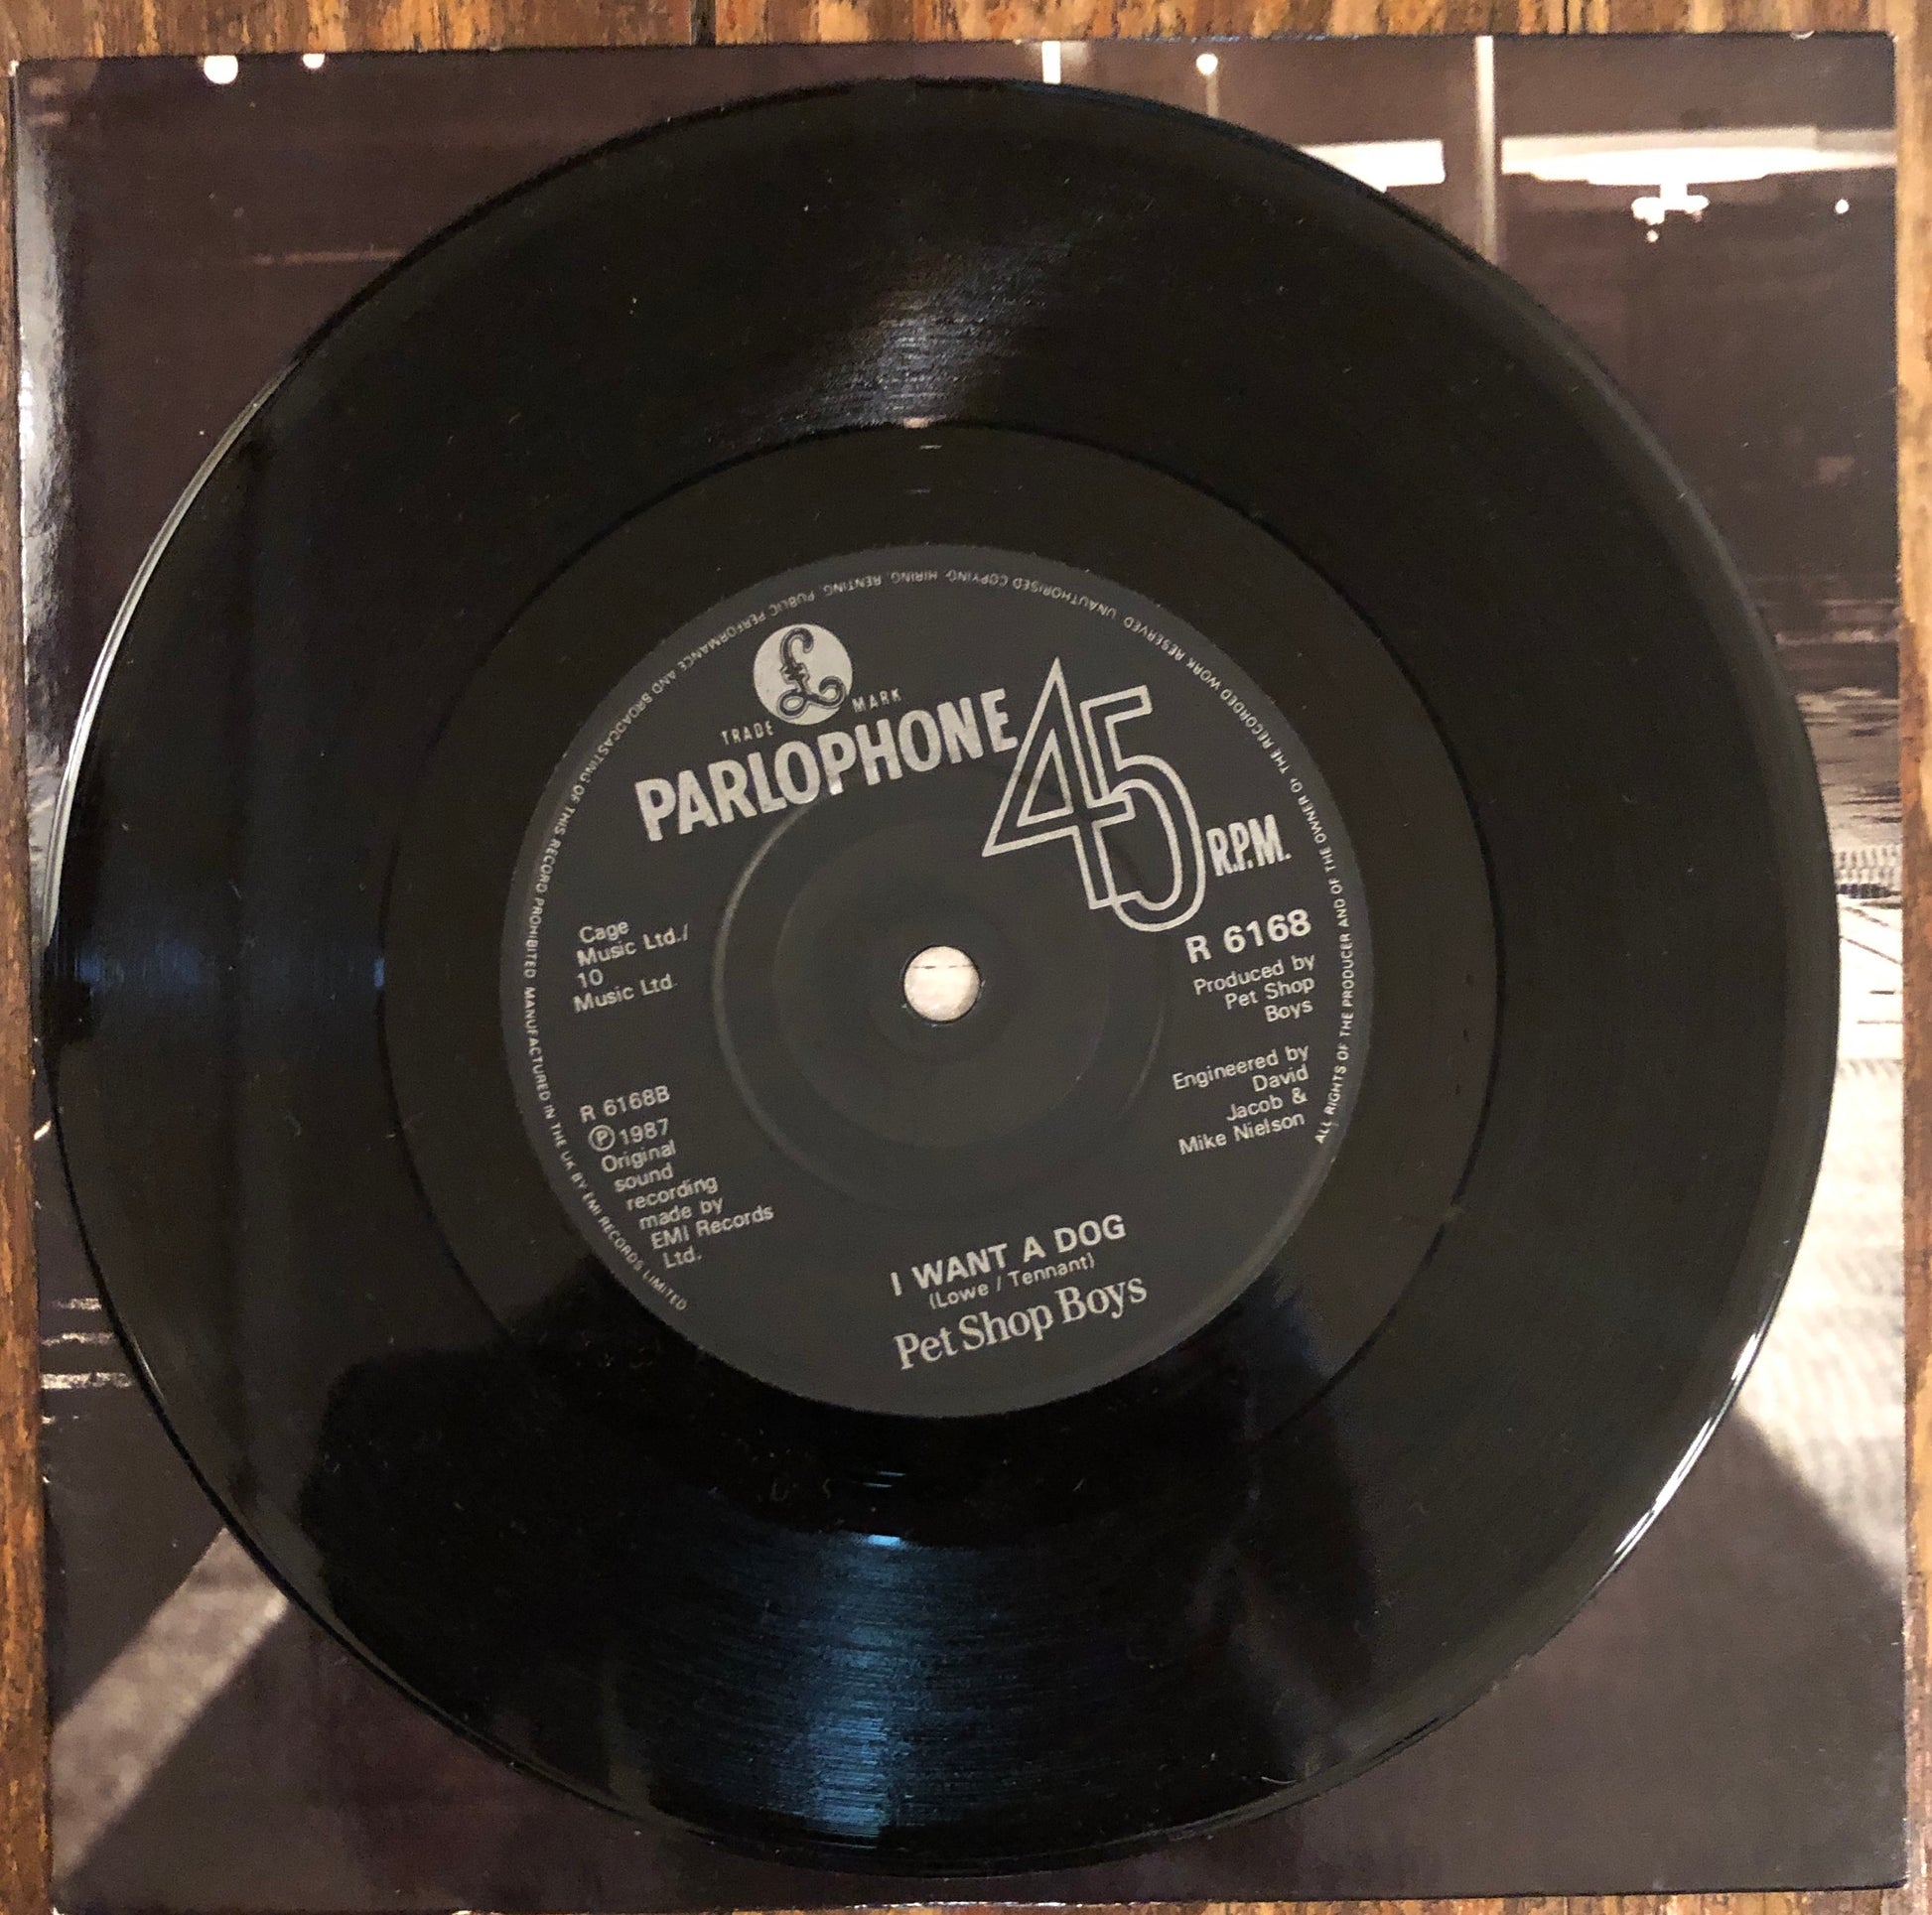 £
TRADE MARK
PARLOPHONE
45 R.P.M.
Cage
Music Ltd./
10
Music Ltd.
R 6168
Produced by
Pet Shop
Boys
Engineered by
David
Jacob &
Mike Nielson
R 6168B
Ⓟ 1987
Original
sound
recording
made by
EMI Records
Ltd.
I WANT A DOG
(Lowe / Tennant)
Pet Shop Boys
ALL RIGHTS OF THE PRODUCER AND OF THE OWNER OF THE RECORDED WORK RESERVED. UNAUTHORISED COPYING. HIRING, RENTING, PUBLIC PERFORMANCE AND BROADCASTING OF THIS RECORD PROHIBITED. MANUFACTURED IN THE UK BY EMI RECORDS LIMITED